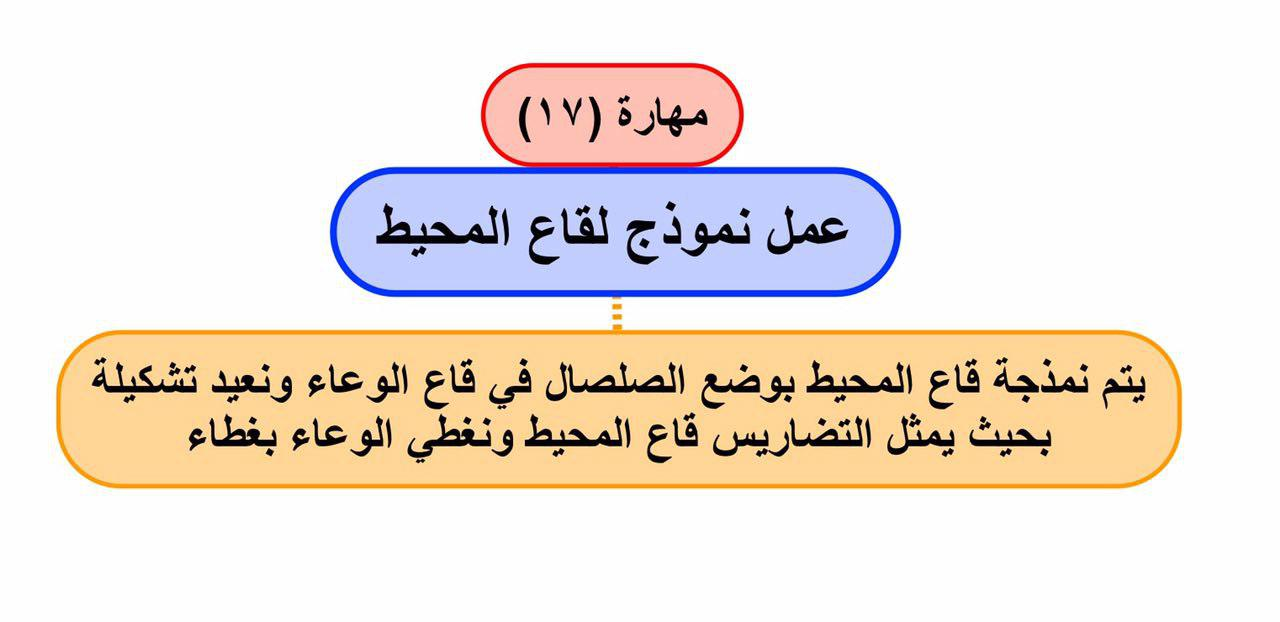 مهارة (١٧)
عمل نموذج لقاع المحيط
يتم نمذجة قاع المحيط بوضع الصلصال في قاع الوعاء ونعيد تشكيلة
بحيث يمثل التضاريس قاع المحيط ونغطي الوعاء بغطاء